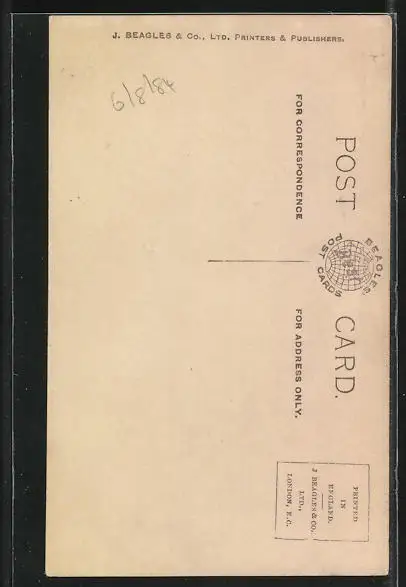 J. BEAGLES & Co., LTD. PRINTERS & PUBLISHERS.
6/8/84
POST CARD.
BEAGLES'
Best
POST CARDS
FOR CORRESPONDENCE
FOR ADDRESS ONLY.
PRINTED
IN
ENGLAND.
J BEAGLES & CO.
LTD.,
LONDON, E.C.